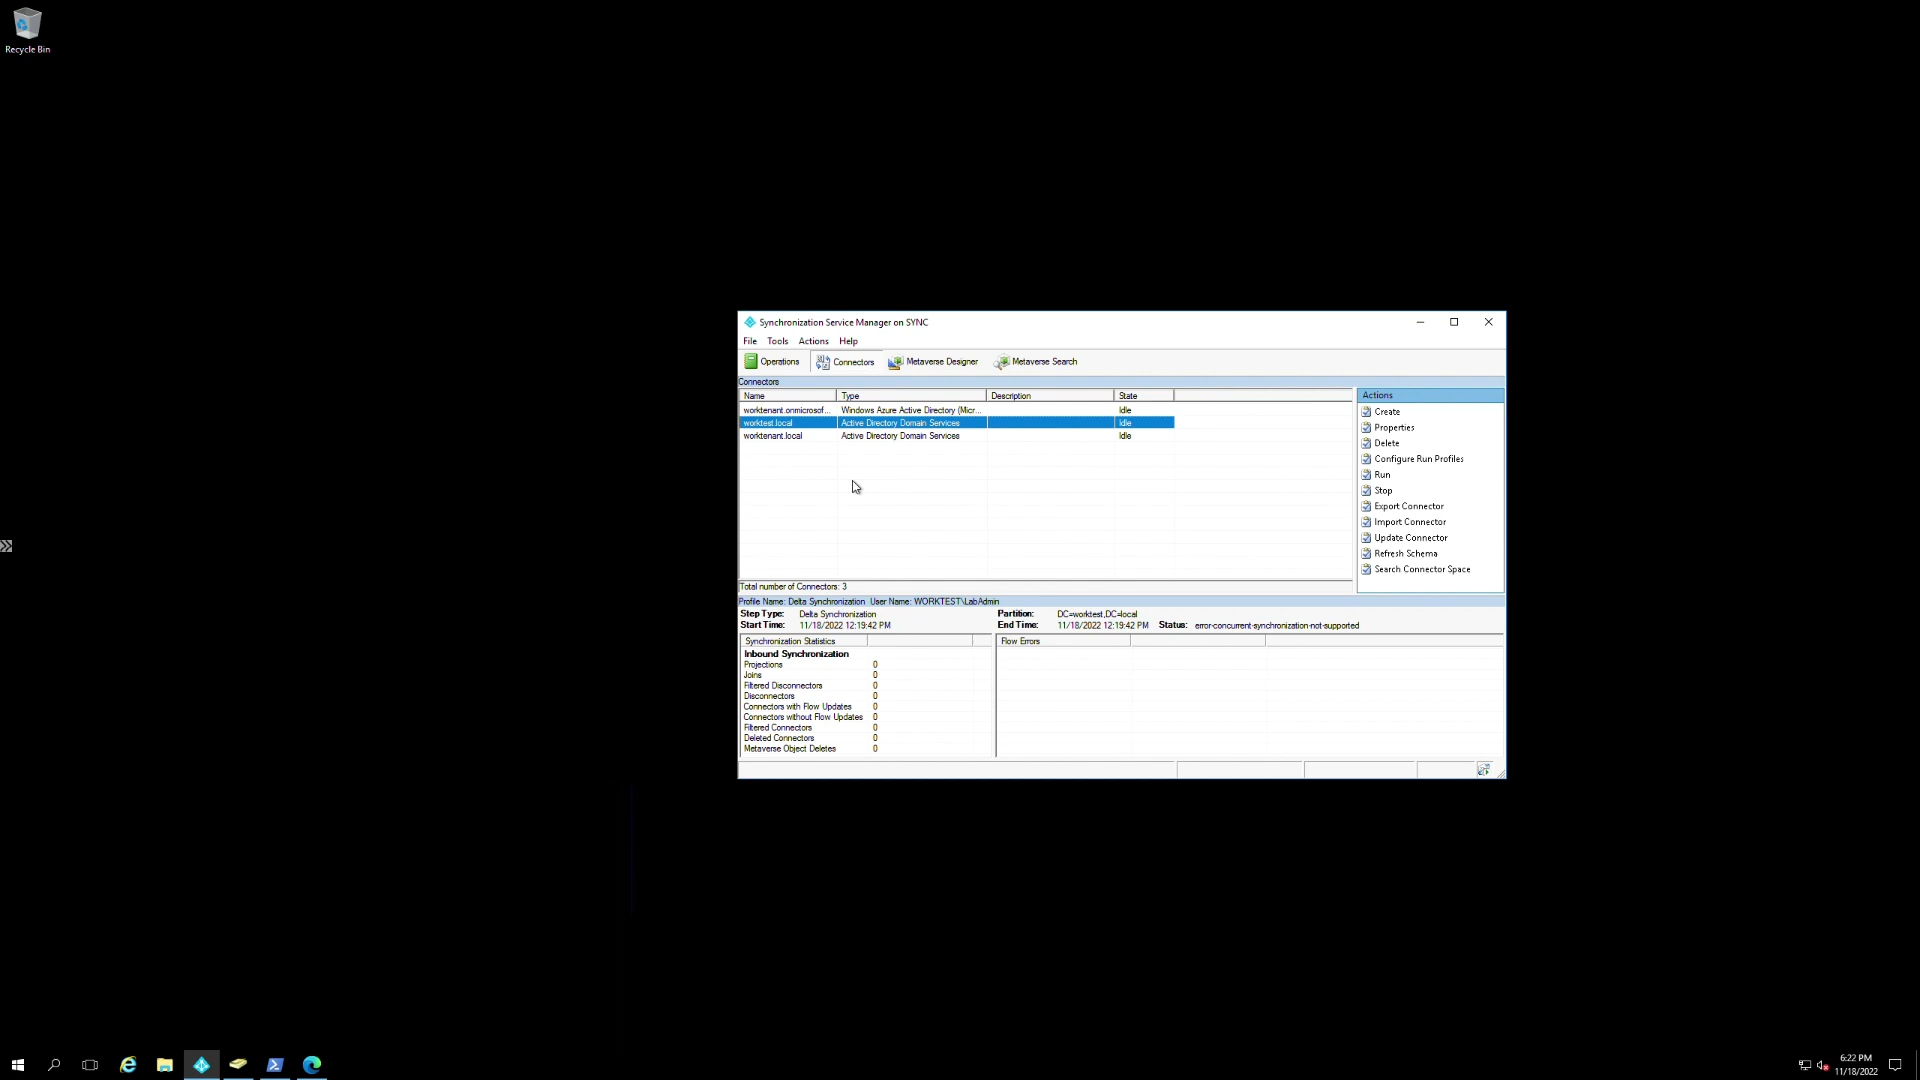 Recycle Bin
Synchronization Service Manager on SYNC
File Tools Actions Help
Operations Connectors Metaverse Designer Metaverse Search
Connectors
Name Type Description State
worktenant.onmicrosof... Windows Azure Active Directory (Micr... Idle
worktest.local Active Directory Domain Services Idle
worktenant.local Active Directory Domain Services Idle
Total number of Connectors: 3
Actions
Create
Properties
Delete
Configure Run Profiles
Run
Stop
Export Connector
Import Connector
Update Connector
Refresh Schema
Search Connector Space
Profile Name: Delta Synchronization User Name: WORKTEST\LabAdmin
Step Type: Delta Synchronization Partition: DC=worktest,DC=local
Start Time: 11/18/2022 12:19:42 PM End Time: 11/18/2022 12:19:42 PM Status: error-concurrent-synchronization-not-supported
Synchronization Statistics Flow Errors
Inbound Synchronization
Projections 0
Joins 0
Filtered Disconnectors 0
Disconnectors 0
Connectors with Flow Updates 0
Connectors without Flow Updates 0
Filtered Connectors 0
Deleted Connectors 0
Metaverse Object Deletes 0
6:22 PM
11/18/2022